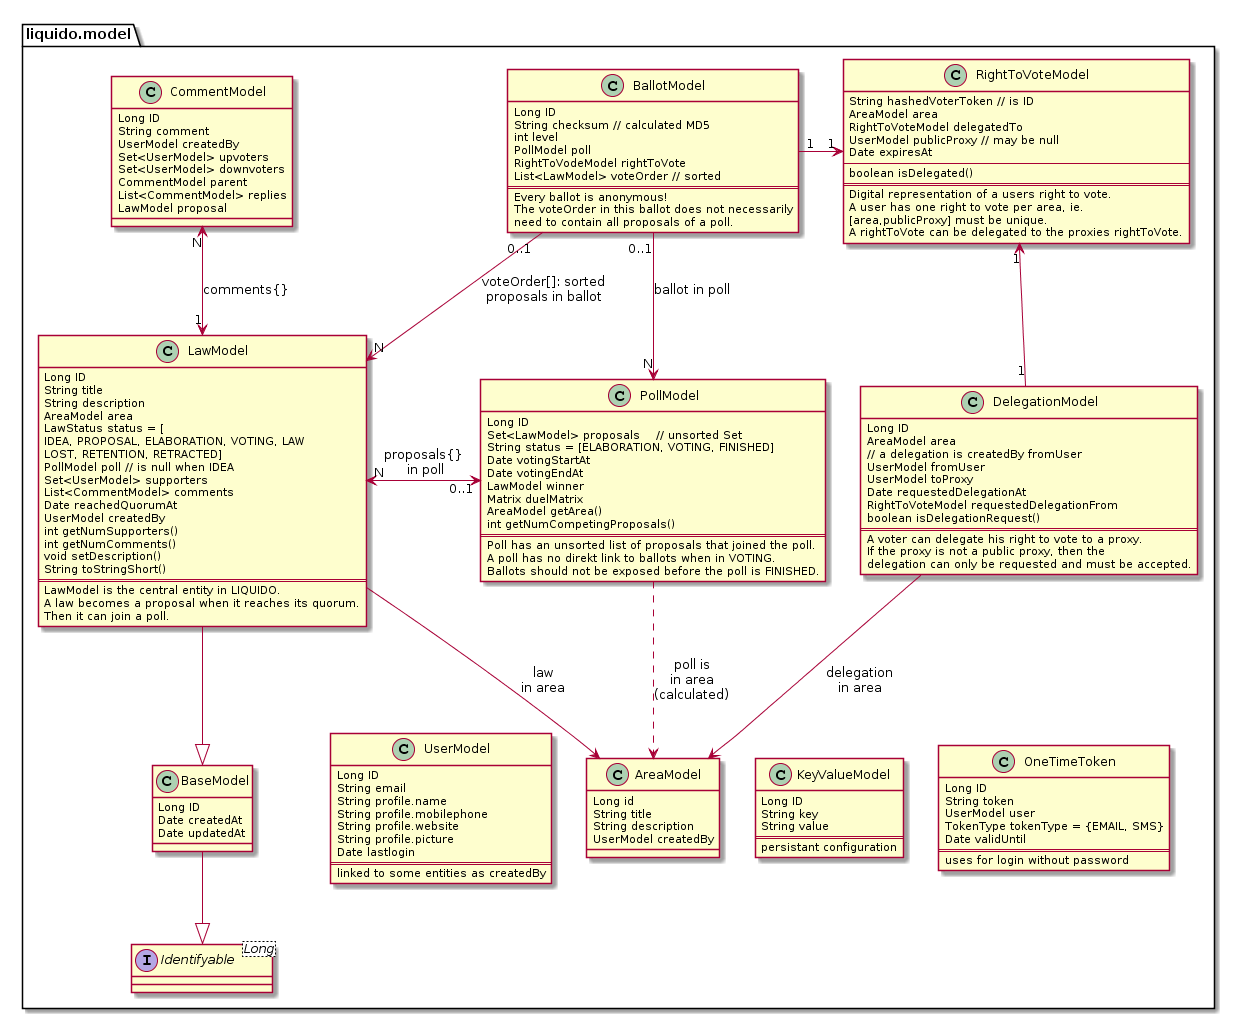 liquido.model
C CommentModel
Long ID
String comment
UserModel createdBy
Set<UserModel> upvoters
Set<UserModel> downvoters
CommentModel parent
List<CommentModel> replies
LawModel proposal
C BallotModel
Long ID
String checksum // calculated MD5
int level
PollModel poll
RightToVodeModel rightToVote
List<LawModel> voteOrder // sorted
Every ballot is anonymous!
The voteOrder in this ballot does not necessarily
need to contain all proposals of a poll.
1 1
C RightToVoteModel
String hashedVoterToken // is ID
AreaModel area
RightToVoteModel delegatedTo
UserModel publicProxy // may be null
Date expiresAt
boolean isDelegated()
Digital representation of a users right to vote.
A user has one right to vote per area, ie.
[area,publicProxy] must be unique.
A rightToVote can be delegated to the proxies rightToVote.
N
comments{}
1
0..1
voteOrder[]: sorted
proposals in ballot
N
0..1
ballot in poll
N
1
1
C LawModel
Long ID
String title
String description
AreaModel area
LawStatus status = [
IDEA, PROPOSAL, ELABORATION, VOTING, LAW
LOST, RETENTION, RETRACTED]
PollModel poll // is null when IDEA
Set<UserModel> supporters
List<CommentModel> comments
Date reachedQuorumAt
UserModel createdBy
int getNumSupporters()
int getNumComments()
void setDescription()
String toStringShort()
LawModel is the central entity in LIQUIDO.
A law becomes a proposal when it reaches its quorum.
Then it can join a poll.
proposals{}
in poll
N
0..1
C PollModel
Long ID
Set<LawModel> proposals // unsorted Set
String status = [ELABORATION, VOTING, FINISHED]
Date votingStartAt
Date votingEndAt
LawModel winner
Matrix duelMatrix
AreaModel getArea()
int getNumCompetingProposals()
Poll has an unsorted list of proposals that joined the poll.
A poll has no direkt link to ballots when in VOTING.
Ballots should not be exposed before the poll is FINISHED.
C DelegationModel
Long ID
AreaModel area
// a delegation is createdBy fromUser
UserModel fromUser
UserModel toProxy
Date requestedDelegationAt
RightToVoteModel requestedDelegationFrom
boolean isDelegationRequest()
A voter can delegate his right to vote to a proxy.
If the proxy is not a public proxy, then the
delegation can only be requested and must be accepted.
law
in area
poll is
in area
(calculated)
delegation
in area
C BaseModel
Long ID
Date createdAt
Date updatedAt
C UserModel
Long ID
String email
String profile.name
String profile.mobilephone
String profile.website
String profile.picture
Date lastlogin
linked to some entities as createdBy
C AreaModel
Long id
String title
String description
UserModel createdBy
C KeyValueModel
Long ID
String key
String value
persistant configuration
C OneTimeToken
Long ID
String token
UserModel user
TokenType tokenType = {EMAIL, SMS}
Date validUntil
uses for login without password
Long
I Identifyable